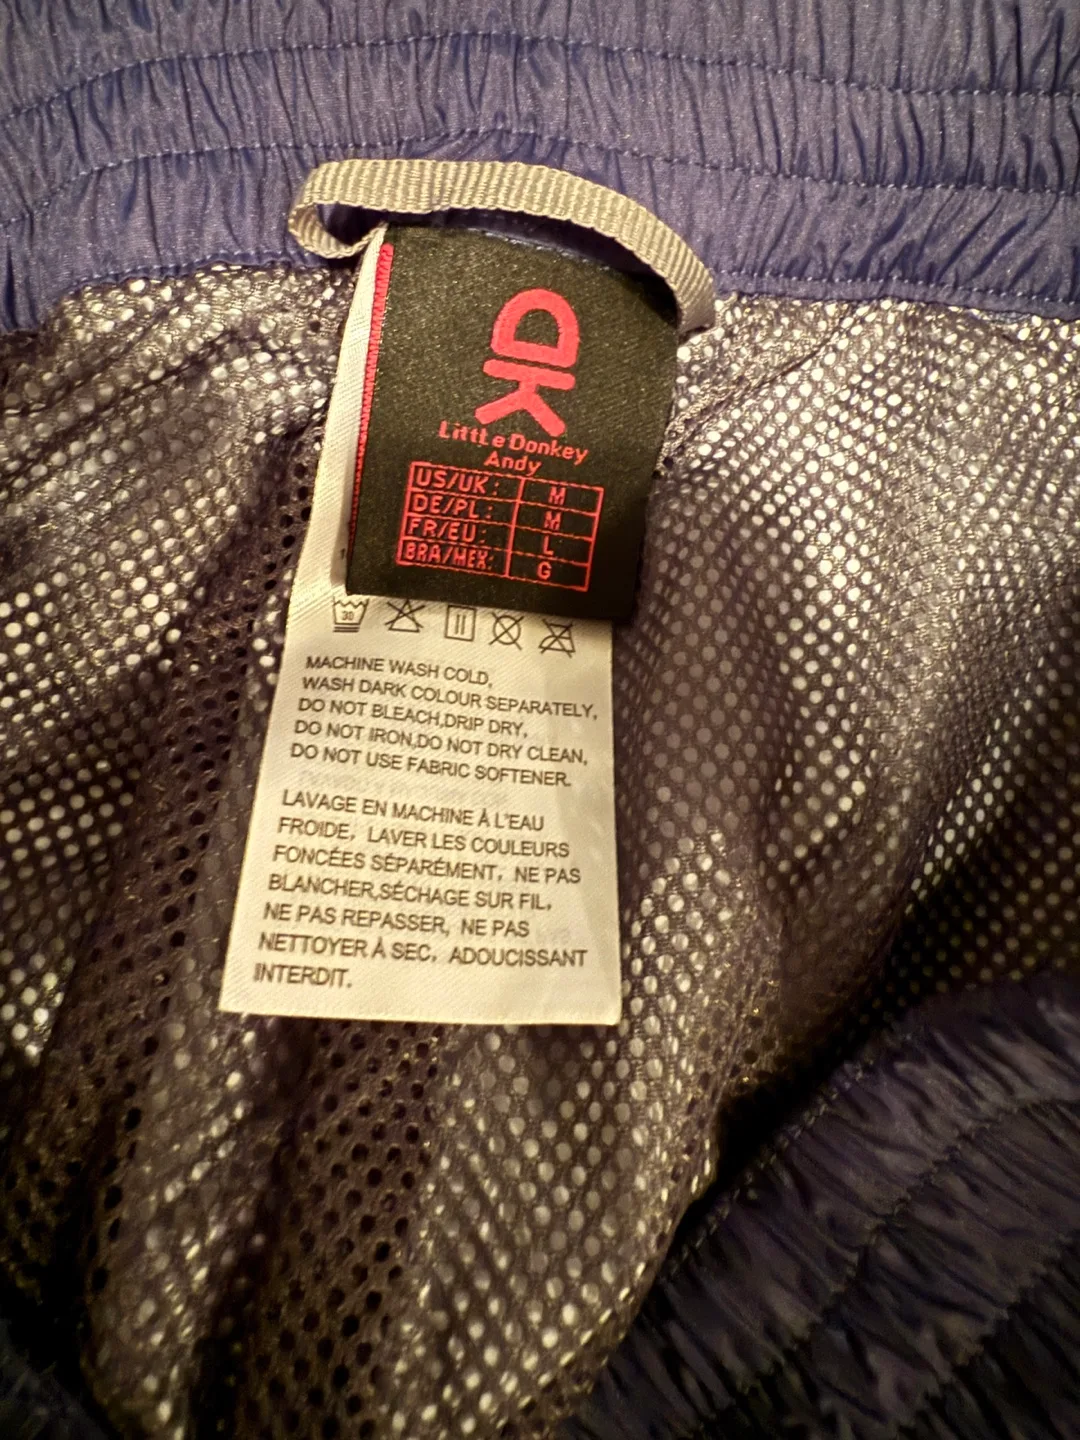 DK
LittLe Donkey
Andy
US/UK: M
DE/PL: M
FR/EU: L
BRA/MEX: G
30
MACHINE WASH COLD,
WASH DARK COLOUR SEPARATELY,
DO NOT BLEACH,DRIP DRY,
DO NOT IRON,DO NOT DRY CLEAN,
DO NOT USE FABRIC SOFTENER.
LAVAGE EN MACHINE À L'EAU
FROIDE, LAVER LES COULEURS
FONCÉES SÉPARÉMENT, NE PAS
BLANCHER,SÉCHAGE SUR FIL,
NE PAS REPASSER, NE PAS
NETTOYER À SEC, ADOUCISSANT
INTERDIT.